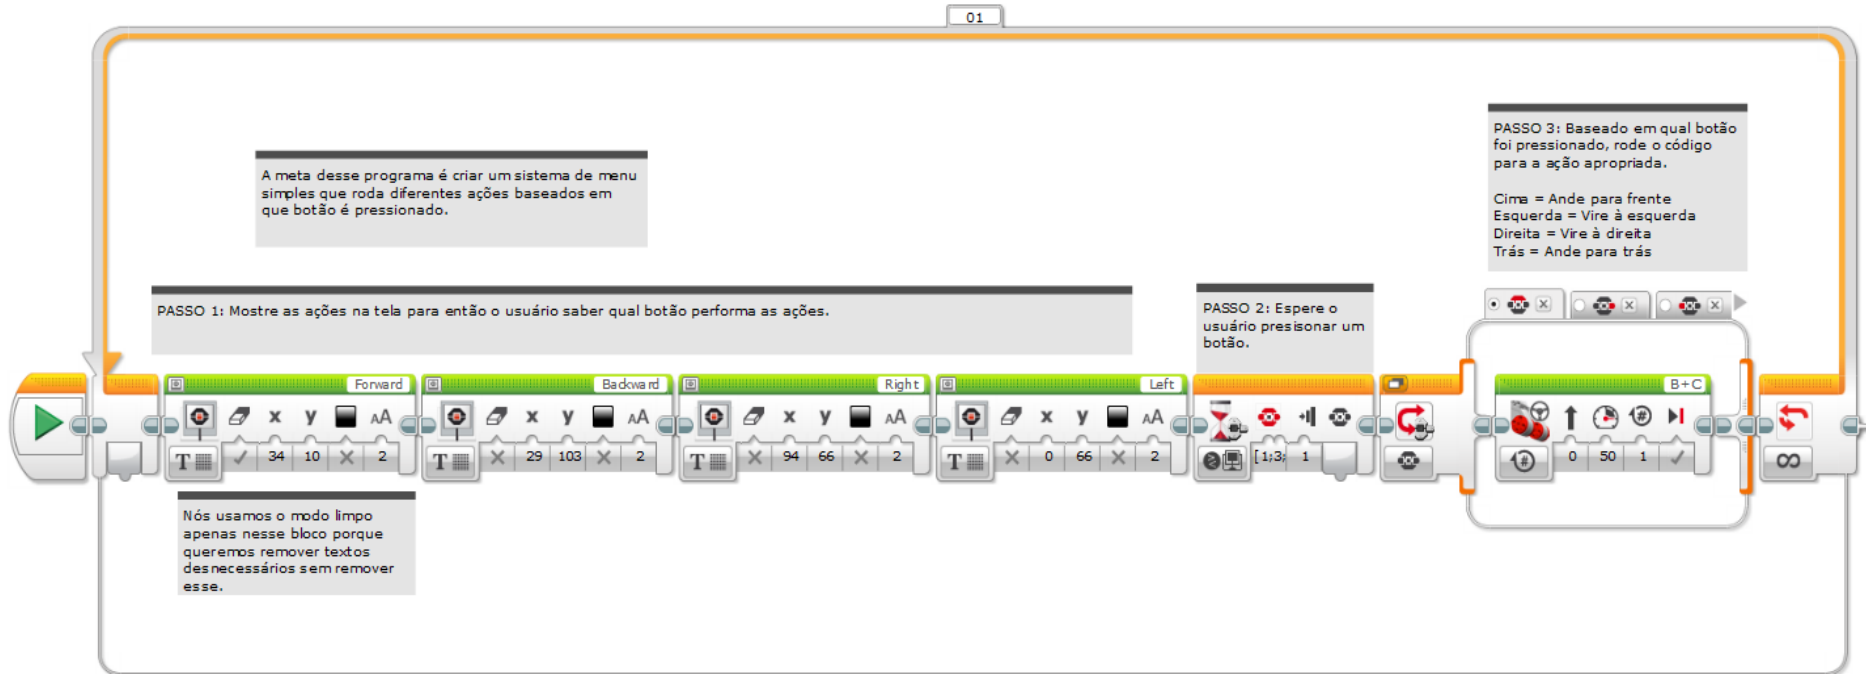 01
A meta desse programa é criar um sistema de menu
simples que roda diferentes ações baseados em
que botão é pressionado.
PASSO 3: Baseado em qual botão
foi pressionado, rode o código
para a ação apropriada.
Cima = Ande para frente
Esquerda = Vire à esquerda
Direita = Vire à direita
Trás = Ande para trás
PASSO 1: Mostre as ações na tela para então o usuário saber qual botão performa as ações.
PASSO 2: Espere o
usuário presisonar um
botão.
Forward
x y AA
T 34 10 2
Backward
x y AA
T 29 103 2
Right
x y AA
T 94 66 2
Left
x y AA
T 0 66 2
[1;3; 1
B+C
#
# 0 50 1
∞
Nós usamos o modo limpo
apenas nesse bloco porque
queremos remover textos
desnecessários sem remover
esse.